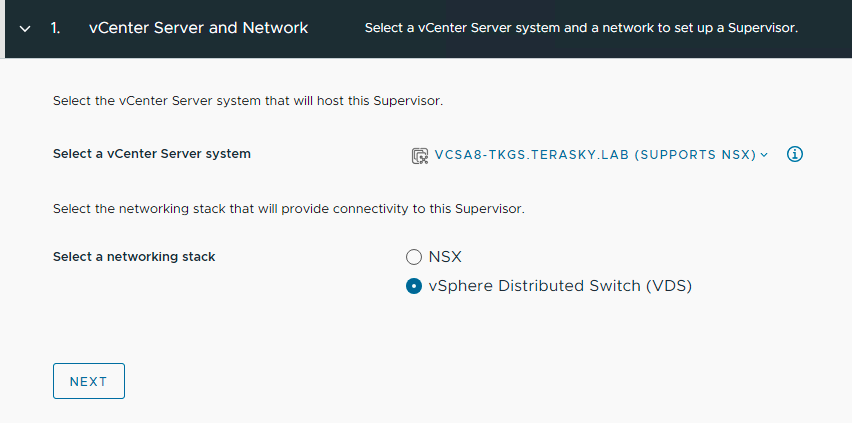 1. vCenter Server and Network Select a vCenter Server system and a network to set up a Supervisor.
Select the vCenter Server system that will host this Supervisor.
Select a vCenter Server system VCSA8-TKGS.TERASKY.LAB (SUPPORTS NSX)
Select the networking stack that will provide connectivity to this Supervisor.
Select a networking stack NSX
vSphere Distributed Switch (VDS)
NEXT